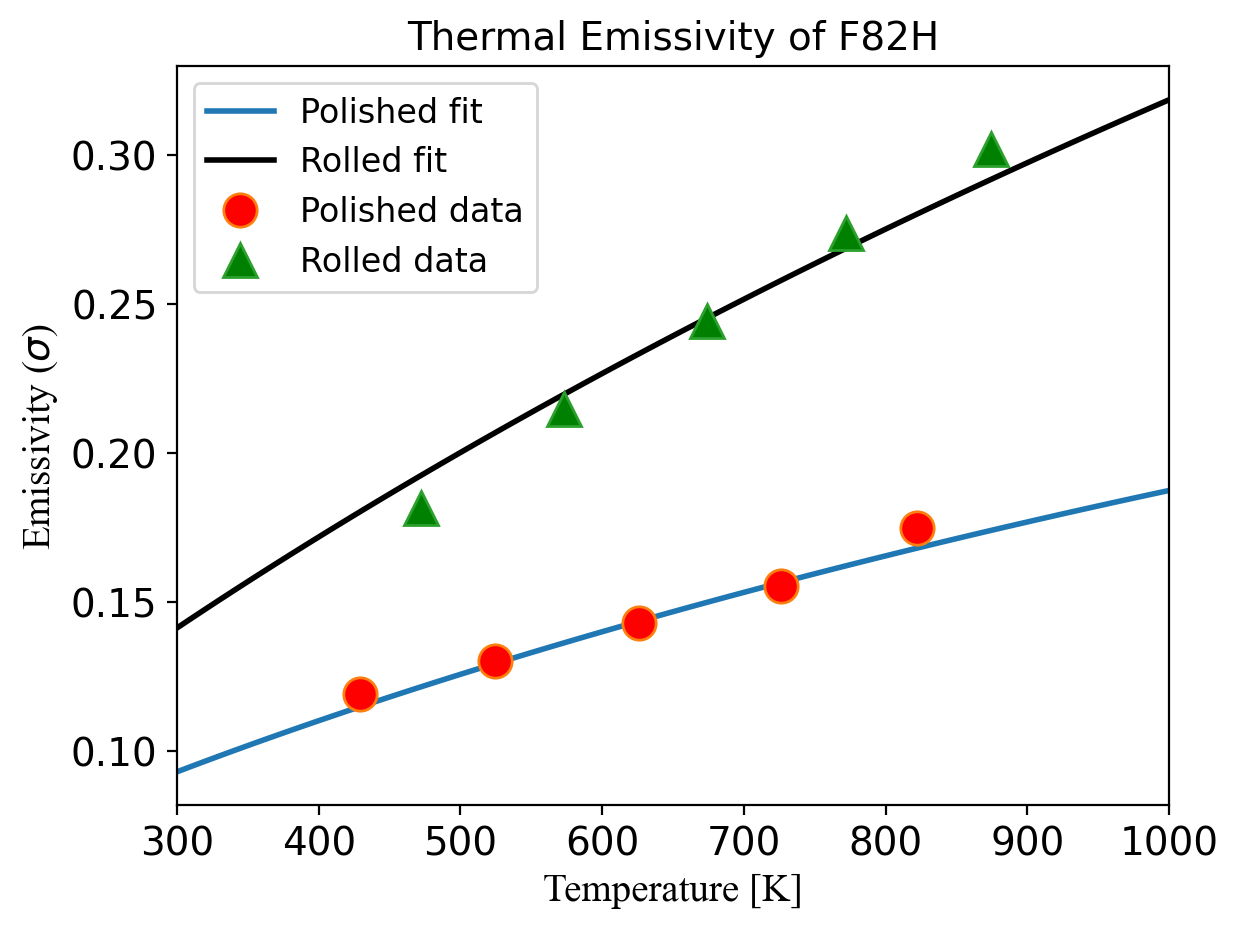 Thermal Emissivity of F82H
Polished fit
Rolled fit
Polished data
Rolled data
0.30
0.25
0.20
0.15
0.10
Emissivity (σ)
300 400 500 600 700 800 900 1000
Temperature [K]